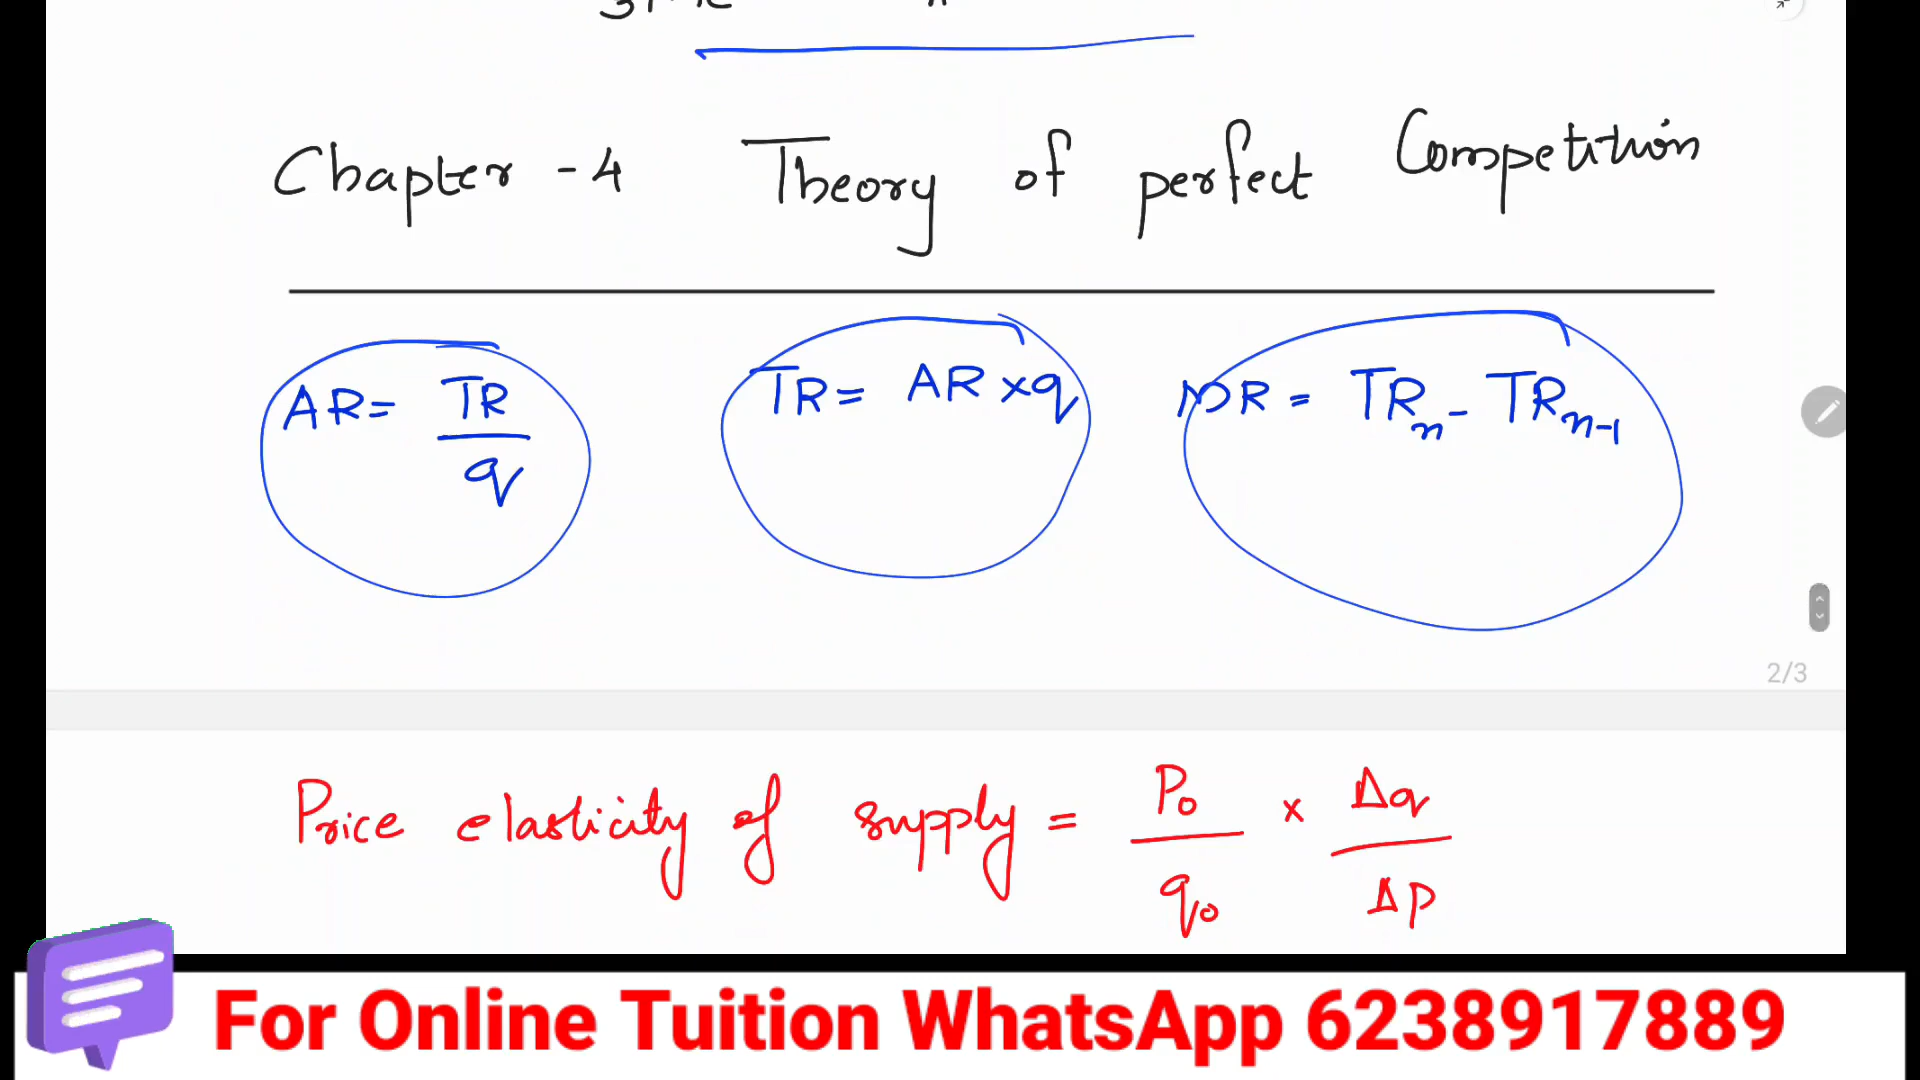 Chapter - 4 Theory of perfect Competition
AR = TR/q TR = AR × q MR = TRn - TRn-1
2/3
Price elasticity of supply = P0/q0 × Δq/Δp
For Online Tuition WhatsApp 6238917889